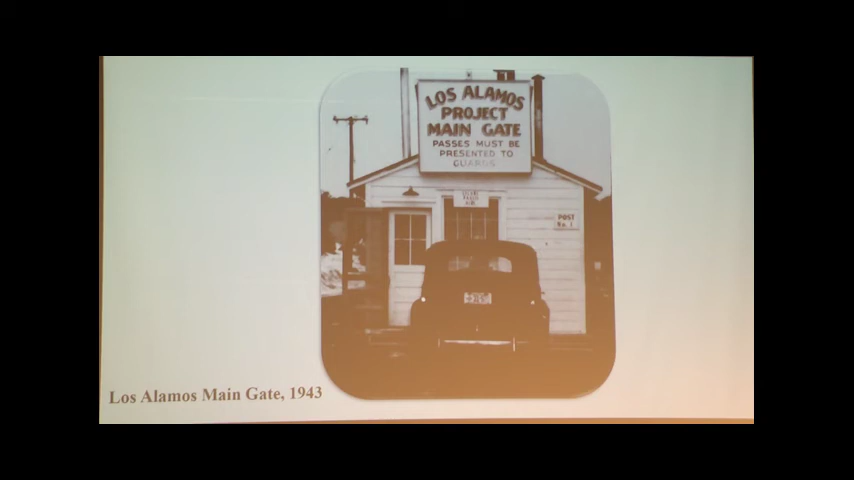 LOS ALAMOS
PROJECT
MAIN GATE
PASSES MUST BE
PRESENTED TO
GUARDS
POST
No. 1
Los Alamos Main Gate, 1943